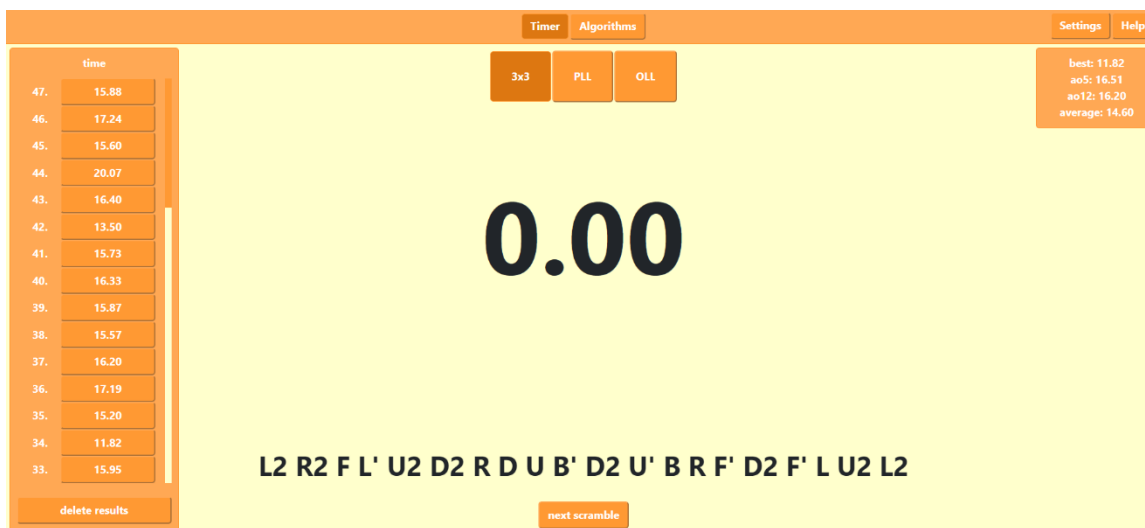 Timer Algorithms
Settings Help
time
47. 15.88
46. 17.24
45. 15.60
44. 20.07
43. 16.40
42. 13.50
41. 15.73
40. 16.33
39. 15.87
38. 15.57
37. 16.20
36. 17.19
35. 15.20
34. 11.82
33. 15.95
delete results
3x3 PLL OLL
0.00
L2 R2 F L' U2 D2 R D U B' D2 U' B R F' D2 F' L U2 L2
next scramble
best: 11.82
ao5: 16.51
ao12: 16.20
average: 14.60